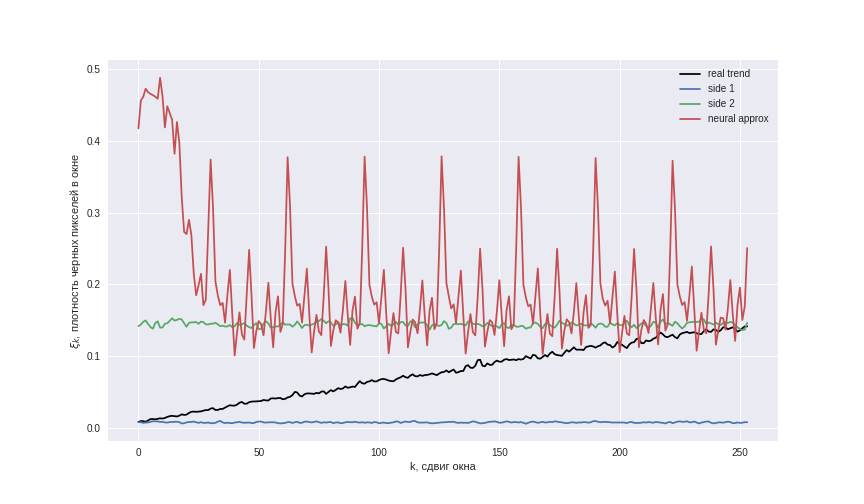 real trend
side 1
side 2
neural approx
0.5
0.4
0.3
0.2
0.1
0.0
ξk, плотность черных пикселей в окне
0 50 100 150 200 250
k, сдвиг окна